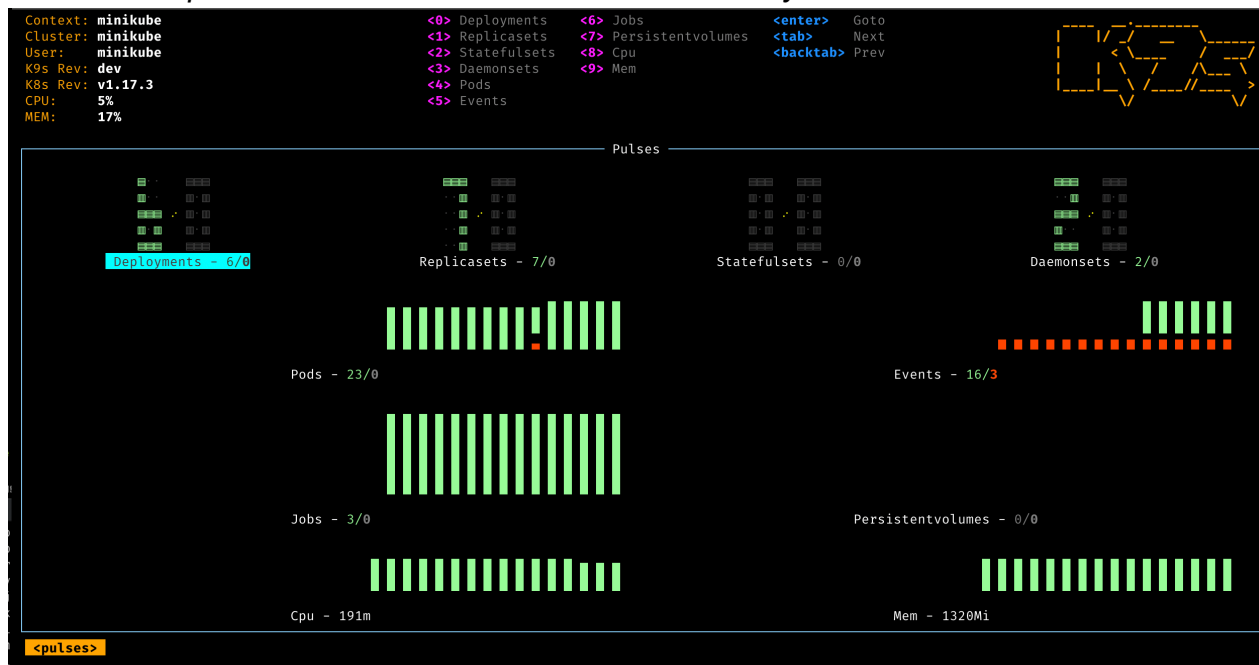 Context: minikube <0> Deployments <6> Jobs <enter> Goto
Cluster: minikube <1> Replicasets <7> Persistentvolumes <tab> Next
User: minikube <2> Statefulsets <8> Cpu <backtab> Prev
K9s Rev: dev <3> Daemonsets <9> Mem
K8s Rev: v1.17.3 <4> Pods
CPU: 5% <5> Events
MEM: 17%
Pulses
Deployments - 6/0 Replicasets - 7/0 Statefulsets - 0/0 Daemonsets - 2/0
Pods - 23/0 Events - 16/3
Jobs - 3/0 Persistentvolumes - 0/0
Cpu - 191m Mem - 1320Mi
<pulses>